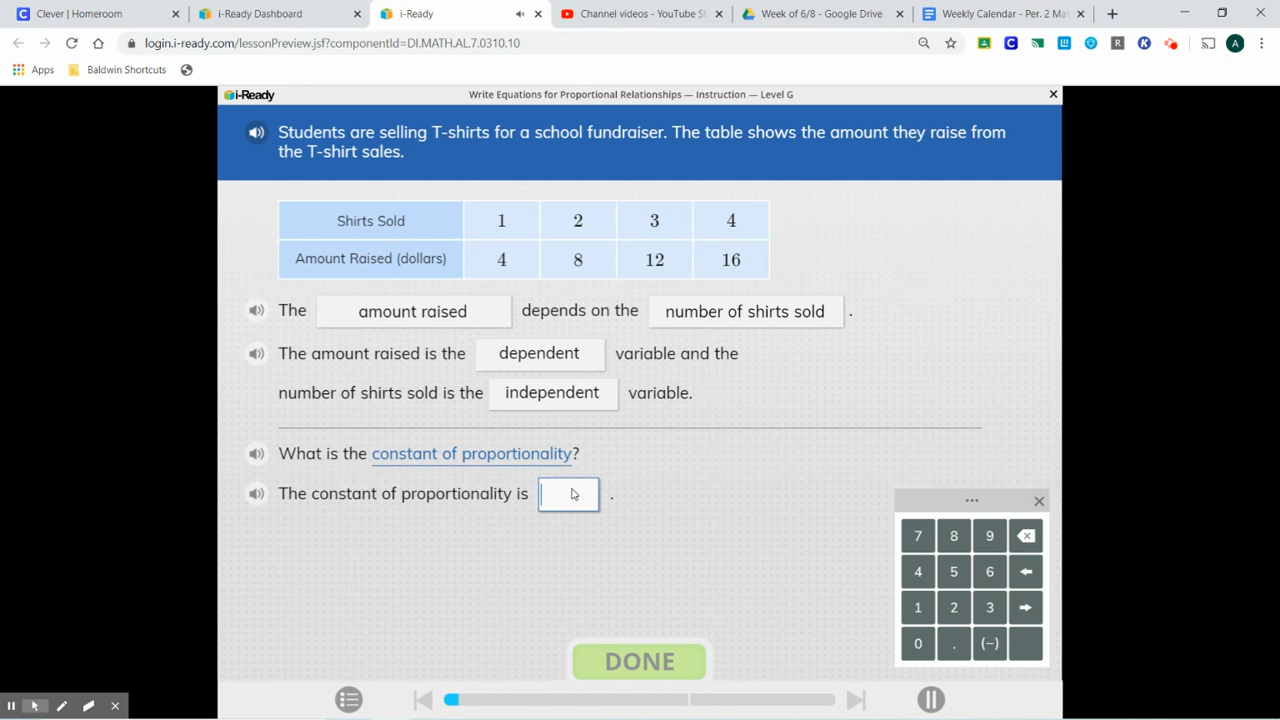 Clever | Homeroom
i-Ready Dashboard
i-Ready
Channel videos - YouTube St
Week of 6/8 - Google Drive
Weekly Calendar - Per. 2 Mat
login.i-ready.com/lessonPreview.jsf?componentId=DI.MATH.AL.7.0310.10
Apps
Baldwin Shortcuts
i-Ready
Write Equations for Proportional Relationships — Instruction — Level G
Students are selling T-shirts for a school fundraiser. The table shows the amount they raise from
the T-shirt sales.
Shirts Sold 1 2 3 4
Amount Raised (dollars) 4 8 12 16
The amount raised depends on the number of shirts sold .
The amount raised is the dependent variable and the
number of shirts sold is the independent variable.
What is the constant of proportionality?
The constant of proportionality is .
7 8 9
4 5 6
1 2 3
0 . (−)
DONE